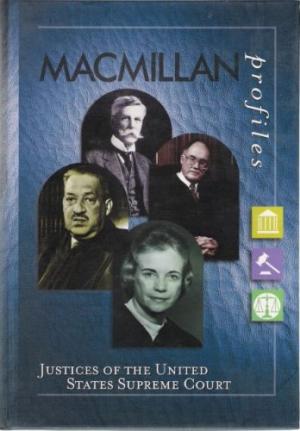 MACMILLAN
profiles
JUSTICES OF THE UNITED
STATES SUPREME COURT